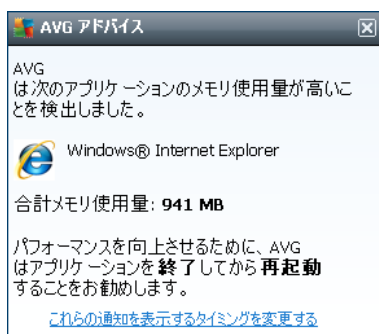 AVG アドバイス
AVG
は次のアプリケーションのメモリ使用量が高いこ
とを検出しました。
Windows® Internet Explorer
合計メモリ使用量: 941 MB
パフォーマンスを向上させるために、AVG
はアプリケーションを終了してから再起動
することをお勧めします。
これらの通知を表示するタイミングを変更する